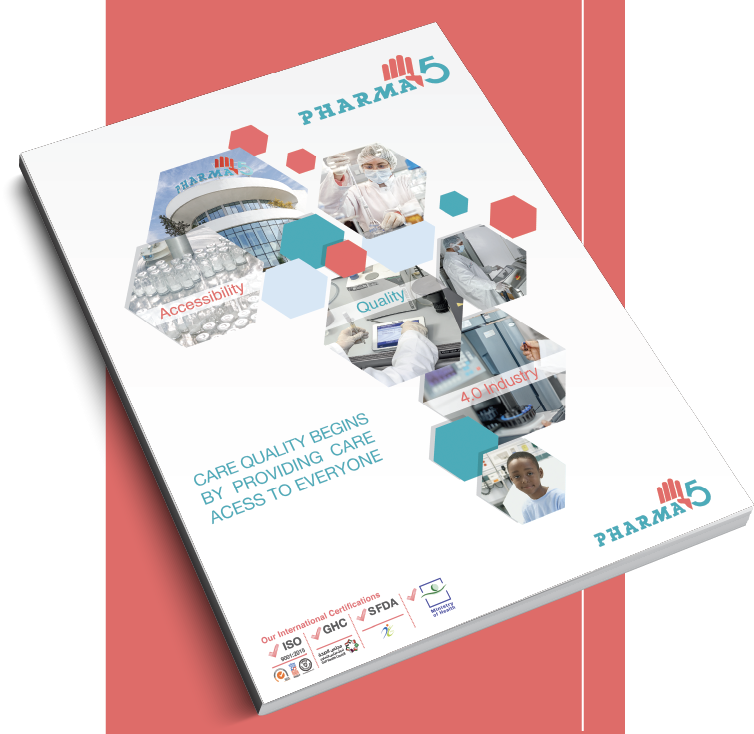 PHARMA 5
PHARMA 5
Accessibility
Quality
4.0 Industry
CARE QUALITY BEGINS
BY PROVIDING CARE
ACESS TO EVERYONE
PHARMA 5
Our International Certifications
ISO
9001:2015
GHC
SFDA
Ministry
of Health